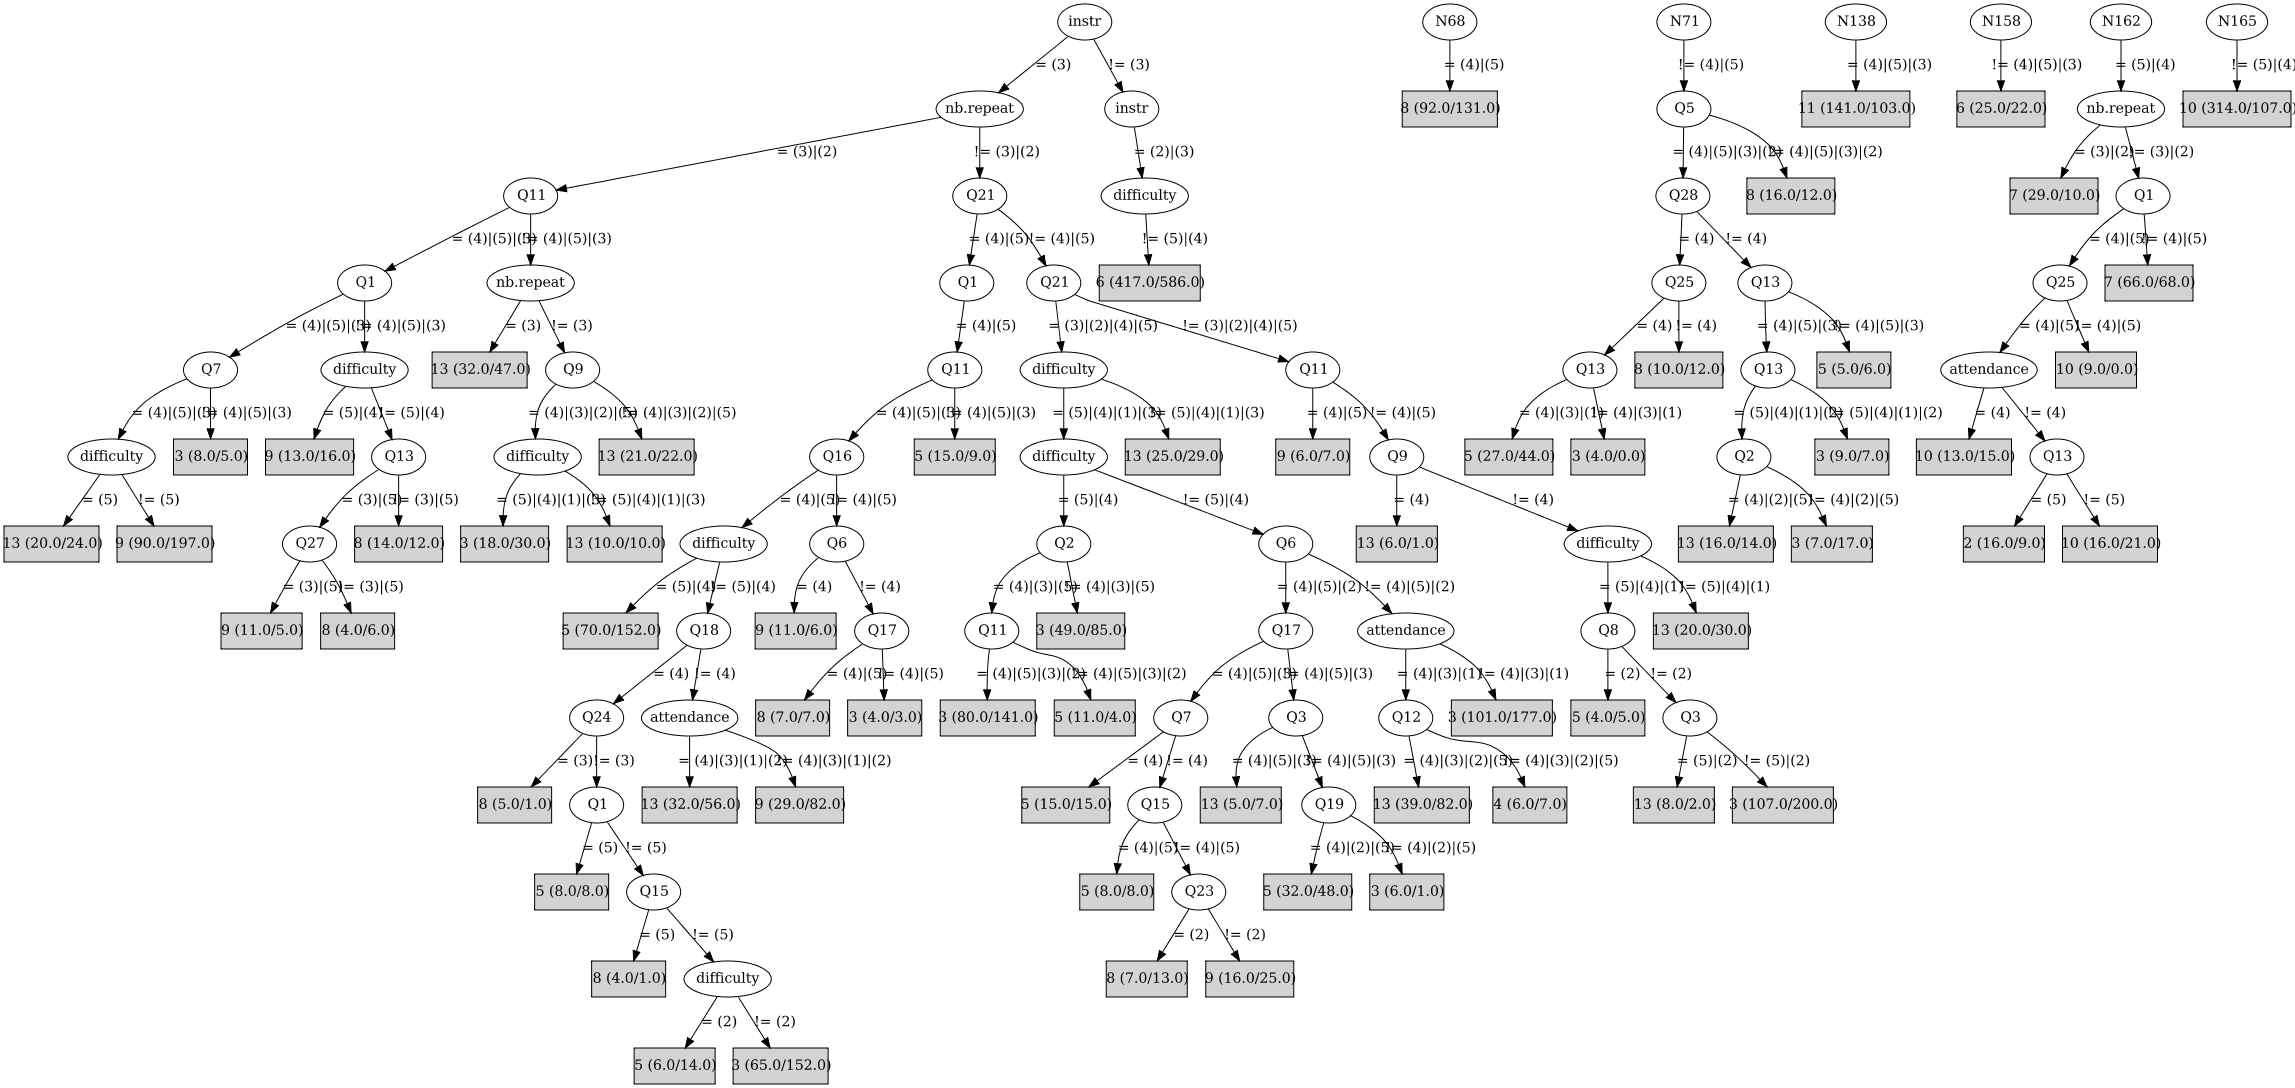 instr N68 N71 N138 N158 N162 N165
= (3) != (3) = (4)|(5) != (4)|(5) = (4)|(5)|(3) != (4)|(5)|(3) = (5)|(4) != (5)|(4)
nb.repeat instr 8 (92.0/131.0) Q5 11 (141.0/103.0) 6 (25.0/22.0) nb.repeat 10 (314.0/107.0)
= (3)|(2) != (3)|(2) = (2)|(3) = (4)|(5)|(3)|(2) != (4)|(5)|(3)|(2) = (3)|(2) != (3)|(2)
Q11 Q21 difficulty Q28 8 (16.0/12.0) 7 (29.0/10.0) Q1
= (4)|(5)|(3) != (4)|(5)|(3) = (4)|(5) != (4)|(5) != (5)|(4) = (4) != (4) = (4)|(5) != (4)|(5)
Q1 nb.repeat Q1 Q21 6 (417.0/586.0) Q25 Q13 Q25 7 (66.0/68.0)
= (4)|(5)|(3) != (4)|(5)|(3) = (3) != (3) = (4)|(5) = (3)|(2)|(4)|(5) != (3)|(2)|(4)|(5) = (4) != (4) = (4)|(5)|(3) != (4)|(5)|(3) = (4)|(5) != (4)|(5)
Q7 difficulty 13 (32.0/47.0) Q9 Q11 difficulty Q11 Q13 8 (10.0/12.0) Q13 5 (5.0/6.0) attendance 10 (9.0/0.0)
= (4)|(5)|(3) != (4)|(5)|(3) = (5)|(4) != (5)|(4) = (4)|(3)|(2)|(5) != (4)|(3)|(2)|(5) = (4)|(5)|(3) != (4)|(5)|(3) = (5)|(4)|(1)|(3) != (5)|(4)|(1)|(3) = (4)|(5) != (4)|(5) = (4)|(3)|(1) != (4)|(3)|(1) = (5)|(4)|(1)|(2) != (5)|(4)|(1)|(2) = (4) != (4)
difficulty 3 (8.0/5.0) 9 (13.0/16.0) Q13 difficulty 13 (21.0/22.0) Q16 5 (15.0/9.0) difficulty 13 (25.0/29.0) 9 (6.0/7.0) Q9 5 (27.0/44.0) 3 (4.0/0.0) Q2 3 (9.0/7.0) 10 (13.0/15.0) Q13
= (5) != (5) = (3)|(5) != (3)|(5) = (5)|(4)|(1)|(3) != (5)|(4)|(1)|(3) = (4)|(5) != (4)|(5) = (5)|(4) != (5)|(4) = (4) != (4) = (4)|(2)|(5) != (4)|(2)|(5) = (5) != (5)
13 (20.0/24.0) 9 (90.0/197.0) Q27 8 (14.0/12.0) 3 (18.0/30.0) 13 (10.0/10.0) difficulty Q6 Q2 Q6 13 (6.0/1.0) difficulty 13 (16.0/14.0) 3 (7.0/17.0) 2 (16.0/9.0) 10 (16.0/21.0)
= (3)|(5) != (3)|(5) = (5)|(4) != (5)|(4) = (4) != (4) = (4)|(3)|(5) != (4)|(3)|(5) = (4)|(5)|(2) != (4)|(5)|(2) = (5)|(4)|(1) != (5)|(4)|(1)
9 (11.0/5.0) 8 (4.0/6.0) 5 (70.0/152.0) Q18 9 (11.0/6.0) Q17 Q11 3 (49.0/85.0) Q17 attendance Q8 13 (20.0/30.0)
= (4) != (4) = (4)|(5) != (4)|(5) = (4)|(5)|(3)|(2) != (4)|(5)|(3)|(2) = (4)|(5)|(3) != (4)|(5)|(3) = (4)|(3)|(1) != (4)|(3)|(1) = (2) != (2)
Q24 attendance 8 (7.0/7.0) 3 (4.0/3.0) 3 (80.0/141.0) 5 (11.0/4.0) Q7 Q3 Q12 3 (101.0/177.0) 5 (4.0/5.0) Q3
= (3) != (3) = (4)|(3)|(1)|(2) != (4)|(3)|(1)|(2) = (4) != (4) = (4)|(5)|(3) != (4)|(5)|(3) = (4)|(3)|(2)|(5) != (4)|(3)|(2)|(5) = (5)|(2) != (5)|(2)
8 (5.0/1.0) Q1 13 (32.0/56.0) 9 (29.0/82.0) 5 (15.0/15.0) Q15 13 (5.0/7.0) Q19 13 (39.0/82.0) 4 (6.0/7.0) 13 (8.0/2.0) 3 (107.0/200.0)
= (5) != (5) = (4)|(5) != (4)|(5) = (4)|(2)|(5) != (4)|(2)|(5)
5 (8.0/8.0) Q15 5 (8.0/8.0) Q23 5 (32.0/48.0) 3 (6.0/1.0)
= (5) != (5) = (2) != (2)
8 (4.0/1.0) difficulty 8 (7.0/13.0) 9 (16.0/25.0)
= (2) != (2)
5 (6.0/14.0) 3 (65.0/152.0)